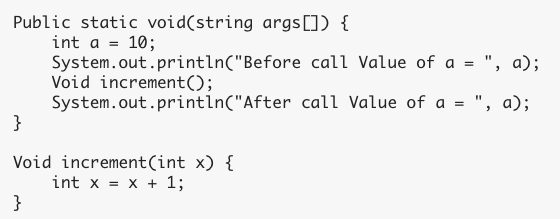 Public static void(string args[]) {
    int a = 10;
    System.out.println("Before call Value of a = ", a);
    Void increment();
    System.out.println("After call Value of a = ", a);
}

Void increment(int x) {
    int x = x + 1;
}